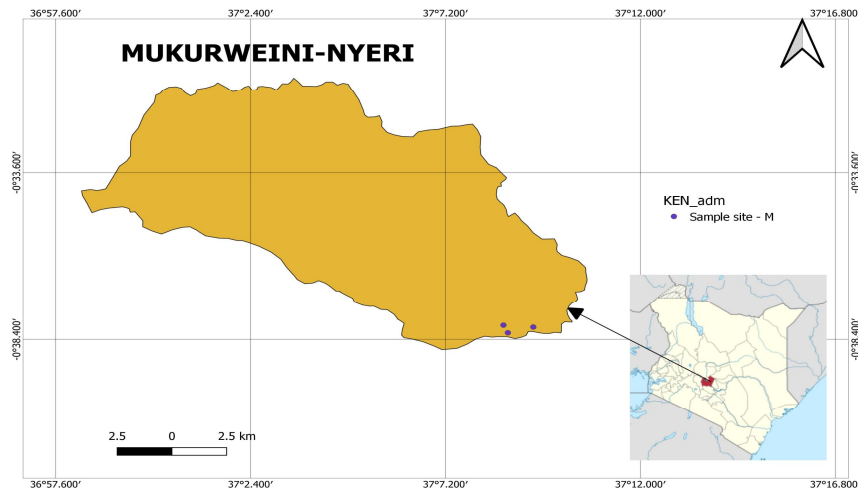 36°57.600′ 37°2.400′ 37°7.200′ 37°12.000′ 37°16.800′
MUKURWEINI-NYERI
-0°33.600′ -0°33.600′
KEN_adm
Sample site - M
-0°38.400′ -0°38.400′
2.5 0 2.5 km
36°57.600′ 37°2.400′ 37°7.200′ 37°12.000′ 37°16.800′